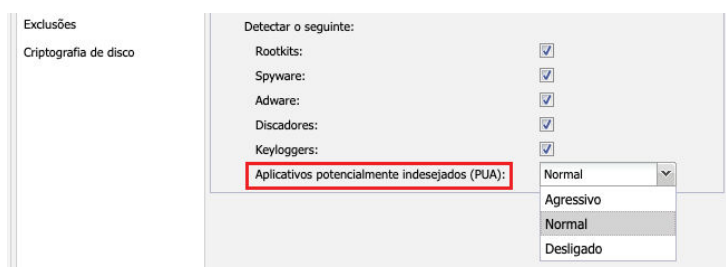 Exclusões
Criptografia de disco
Detectar o seguinte:
Rootkits:
Spyware:
Adware:
Discadores:
Keyloggers:
Aplicativos potencialmente indesejados (PUA):
Normal
Agressivo
Normal
Desligado